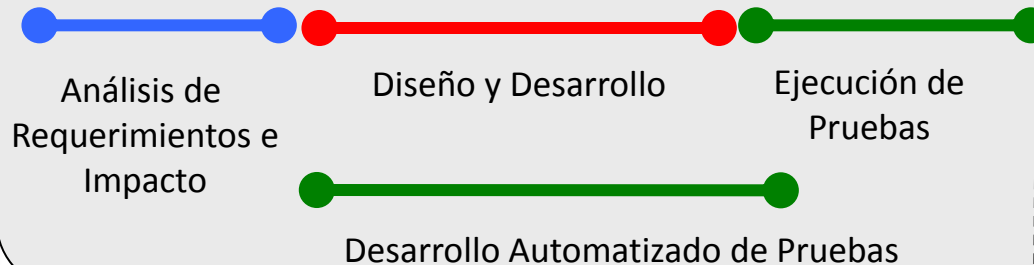 Análisis de
Requerimientos e
Impacto
Diseño y Desarrollo
Ejecución de
Pruebas
Desarrollo Automatizado de Pruebas